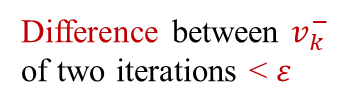 Difference between $v_k^-$
of two iterations < ε